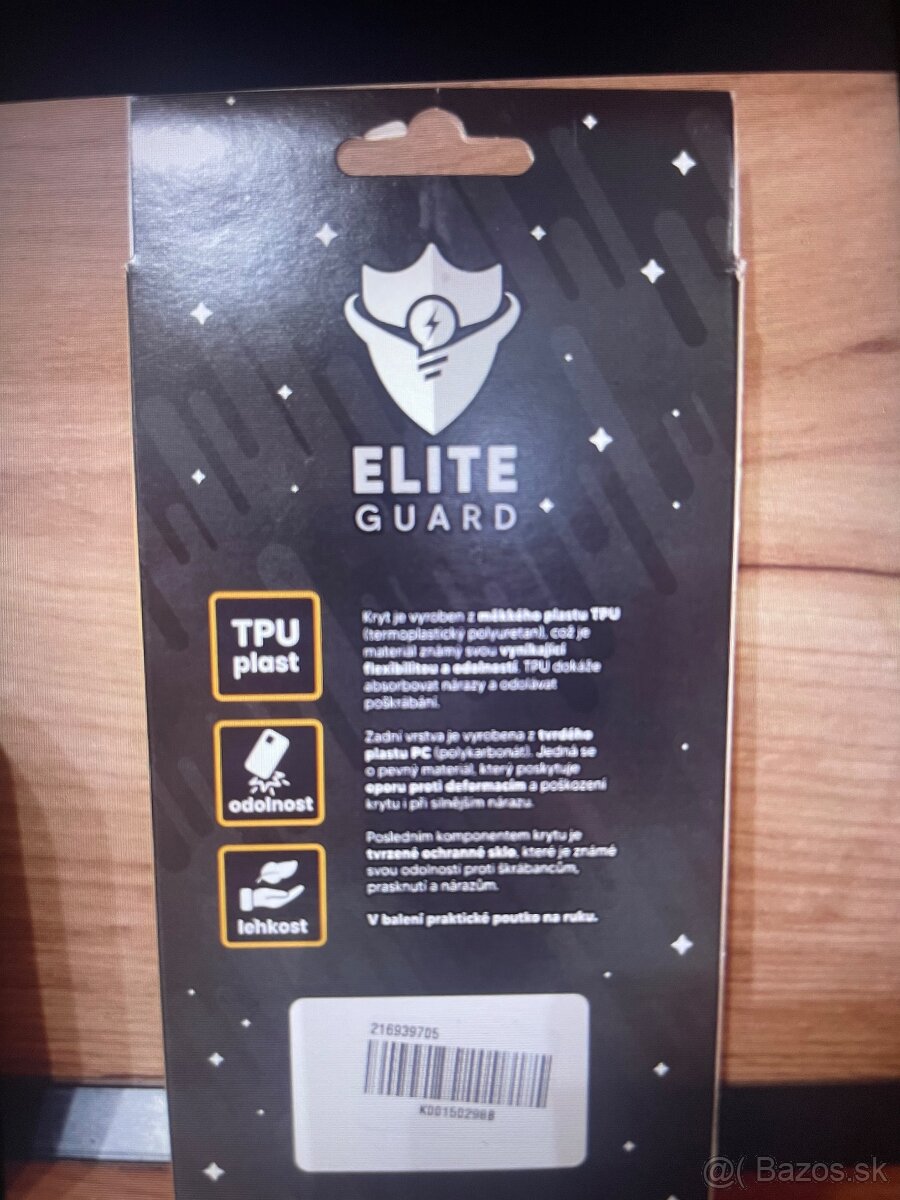 ELITE
GUARD
TPU
plast
Kryt je vyroben z měkkého plastu TPU
(termoplastický polyuretan), což je
materiál známý svou vynikající
flexibilitou a odolností. TPU dokáže
absorbovat nárazy a odolávat
poškrábání.
odolnost
Zadní vrstva je vyrobena z tvrdého
plastu PC (polykarbonát). Jedná se
o pevný materiál, který poskytuje
oporu proti deformacím a poškození
krytu i při silnějším nárazu.
lehkost
Posledním komponentem krytu je
tvrzené ochranné sklo, které je známé
svou odolností proti škrábancům,
prasknutí a nárazům.
V balení praktické poutko na ruku.
216939705
K00150296B
@( Bazos.sk